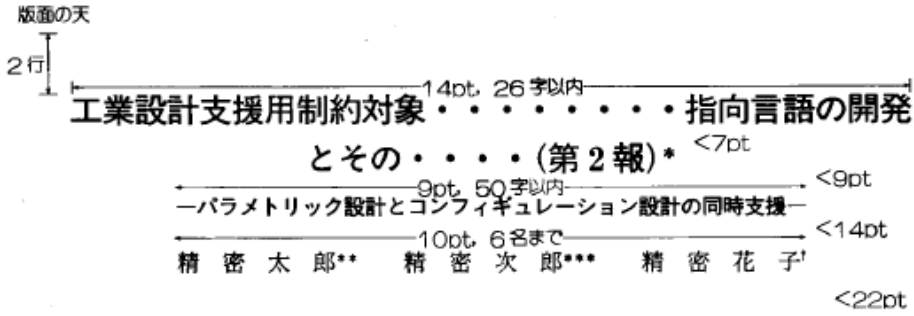 版面の天
2行
14pt, 26字以内
工業設計支援用制約対象・・・・・・・・指向言語の開発
<7pt
とその・・・・(第2報)*
<9pt
9pt, 50字以内
―パラメトリック設計とコンフィギュレーション設計の同時支援―
<14pt
10pt, 6名まで
精密太郎** 精密次郎*** 精密花子†
<22pt